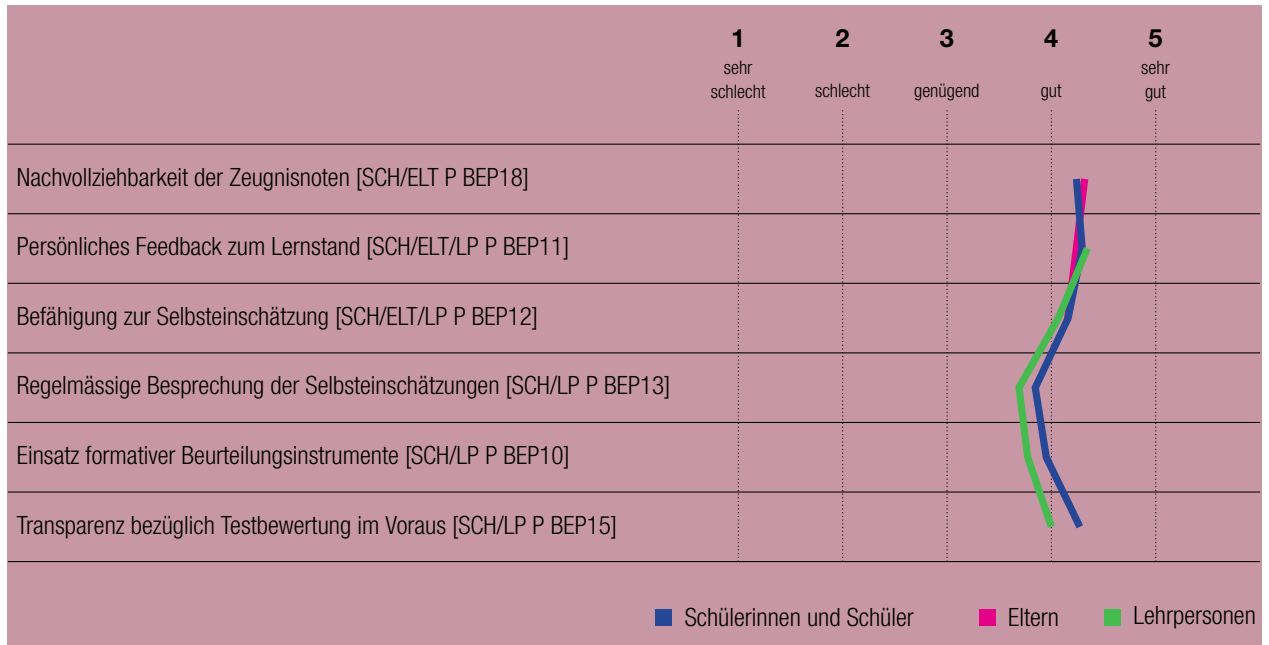 1 2 3 4 5
sehr sehr
schlecht schlecht genügend gut gut
Nachvollziehbarkeit der Zeugnisnoten [SCH/ELT P BEP18]
Persönliches Feedback zum Lernstand [SCH/ELT/LP P BEP11]
Befähigung zur Selbsteinschätzung [SCH/ELT/LP P BEP12]
Regelmässige Besprechung der Selbsteinschätzungen [SCH/LP P BEP13]
Einsatz formativer Beurteilungsinstrumente [SCH/LP P BEP10]
Transparenz bezüglich Testbewertung im Voraus [SCH/LP P BEP15]
Schülerinnen und Schüler Eltern Lehrpersonen